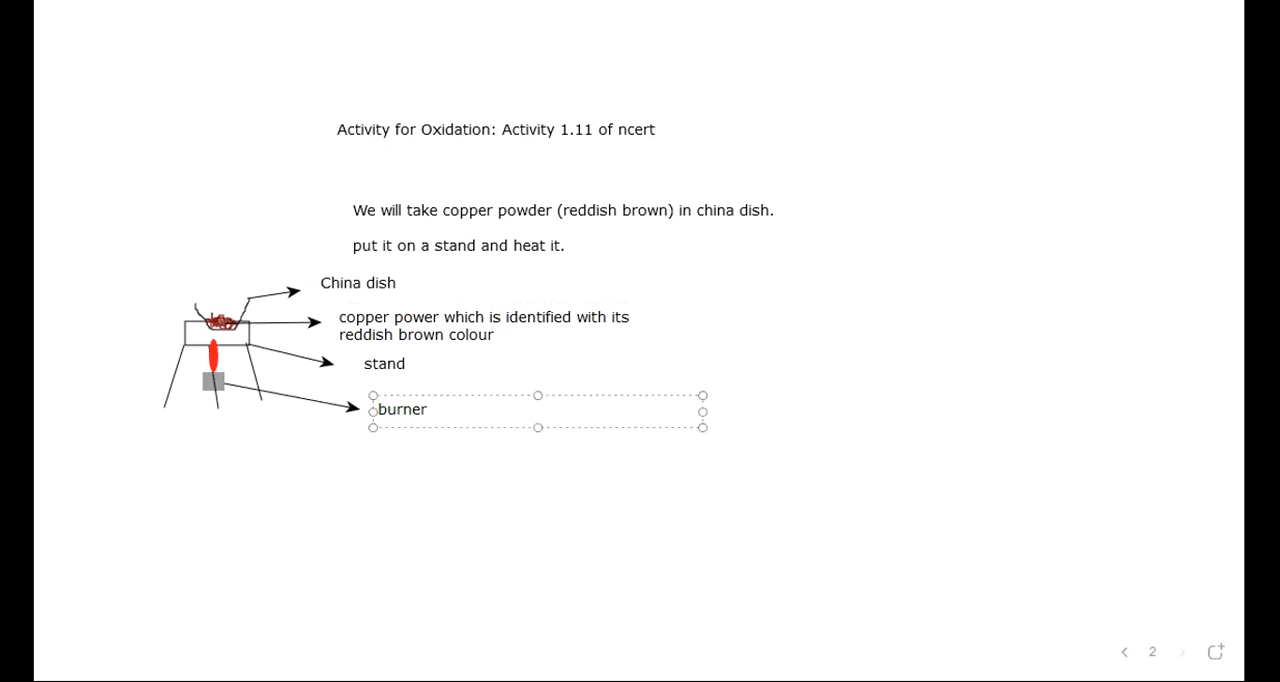 Activity for Oxidation: Activity 1.11 of ncert
We will take copper powder (reddish brown) in china dish.
put it on a stand and heat it.
China dish
copper power which is identified with its
reddish brown colour
stand
burner
2